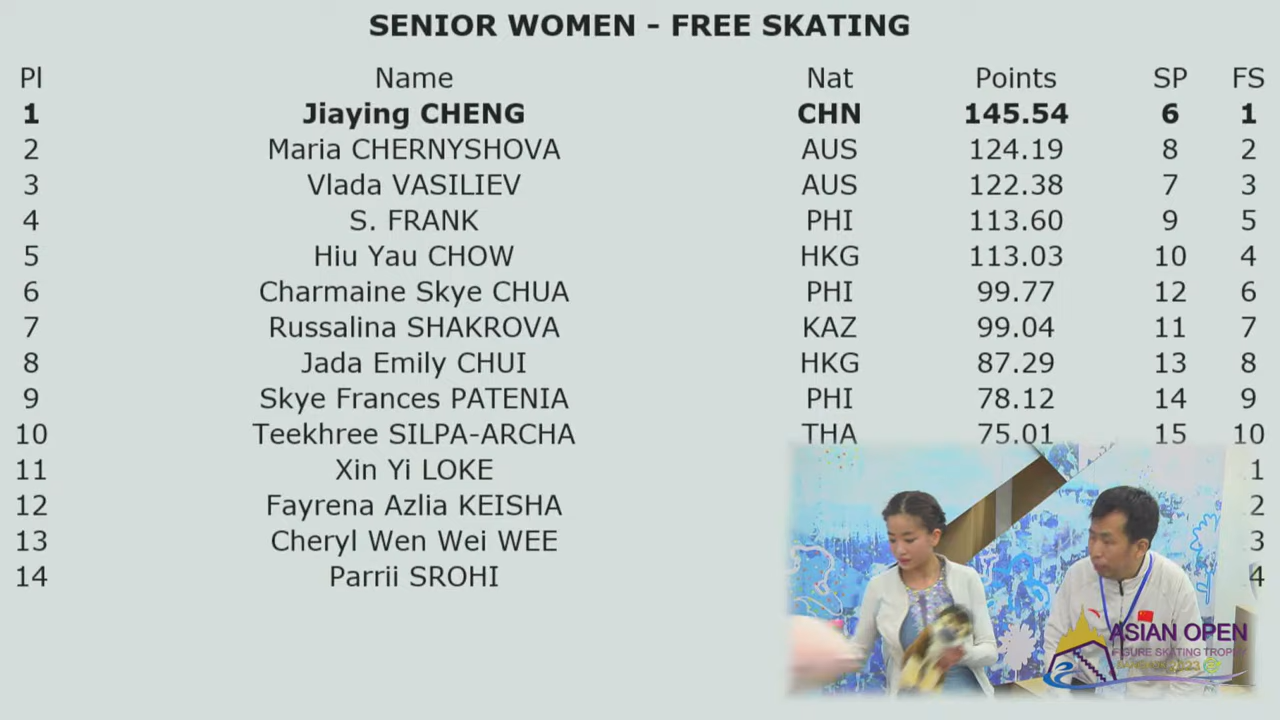 SENIOR WOMEN - FREE SKATING
Pl Name Nat Points SP FS
1 Jiaying CHENG CHN 145.54 6 1
2 Maria CHERNYSHOVA AUS 124.19 8 2
3 Vlada VASILIEV AUS 122.38 7 3
4 S. FRANK PHI 113.60 9 5
5 Hiu Yau CHOW HKG 113.03 10 4
6 Charmaine Skye CHUA PHI 99.77 12 6
7 Russalina SHAKROVA KAZ 99.04 11 7
8 Jada Emily CHUI HKG 87.29 13 8
9 Skye Frances PATENIA PHI 78.12 14 9
10 Teekhree SILPA-ARCHA THA 75.01 15 10
11 Xin Yi LOKE 1
12 Fayrena Azlia KEISHA 2
13 Cheryl Wen Wei WEE 3
14 Parrii SROHI 4
ASIAN OPEN
FIGURE SKATING TROPHY
BANGKOK 2023